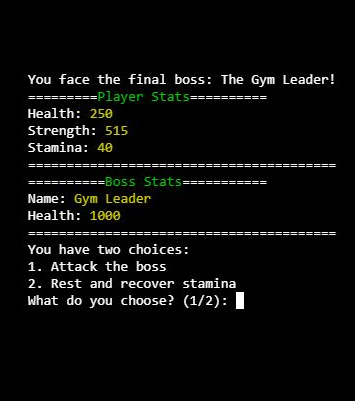 You face the final boss: The Gym Leader!
=========Player Stats==========
Health: 250
Strength: 515
Stamina: 40
========================================
==========Boss Stats===========
Name: Gym Leader
Health: 1000
========================================
You have two choices:
1. Attack the boss
2. Rest and recover stamina
What do you choose? (1/2):